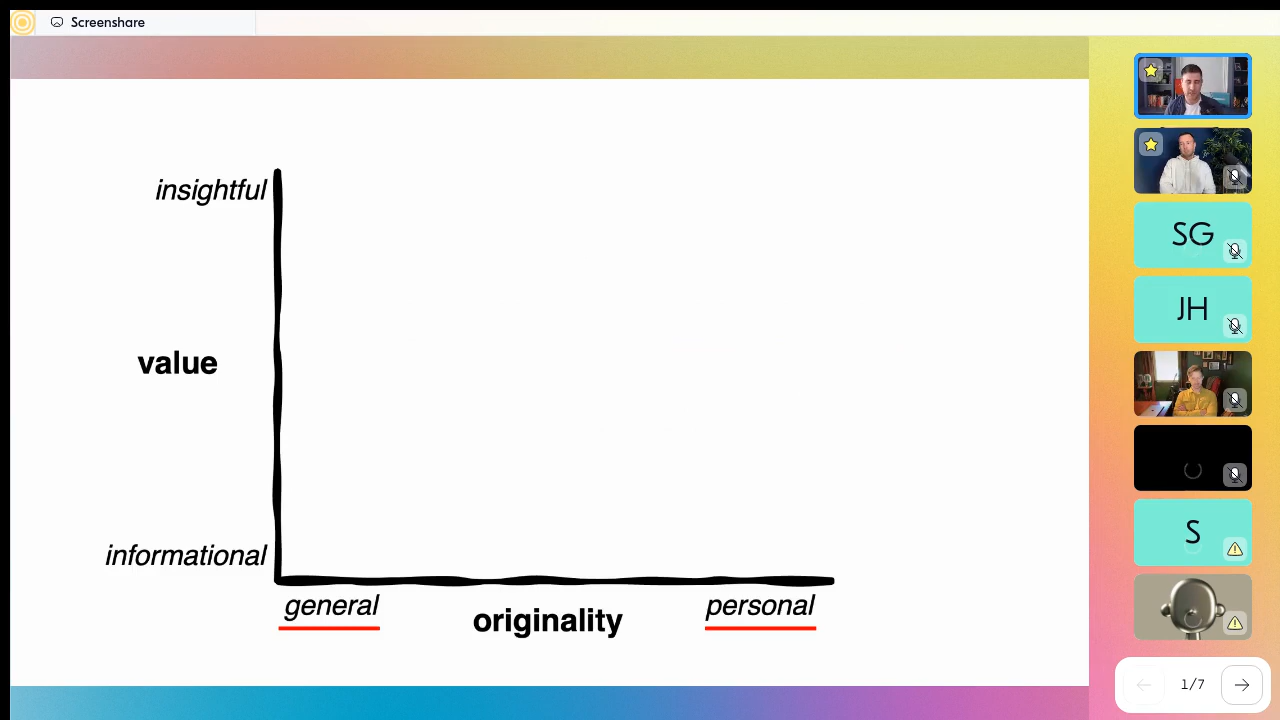 Screenshare
insightful
value
informational
general
originality
personal
SG
JH
S
1/7